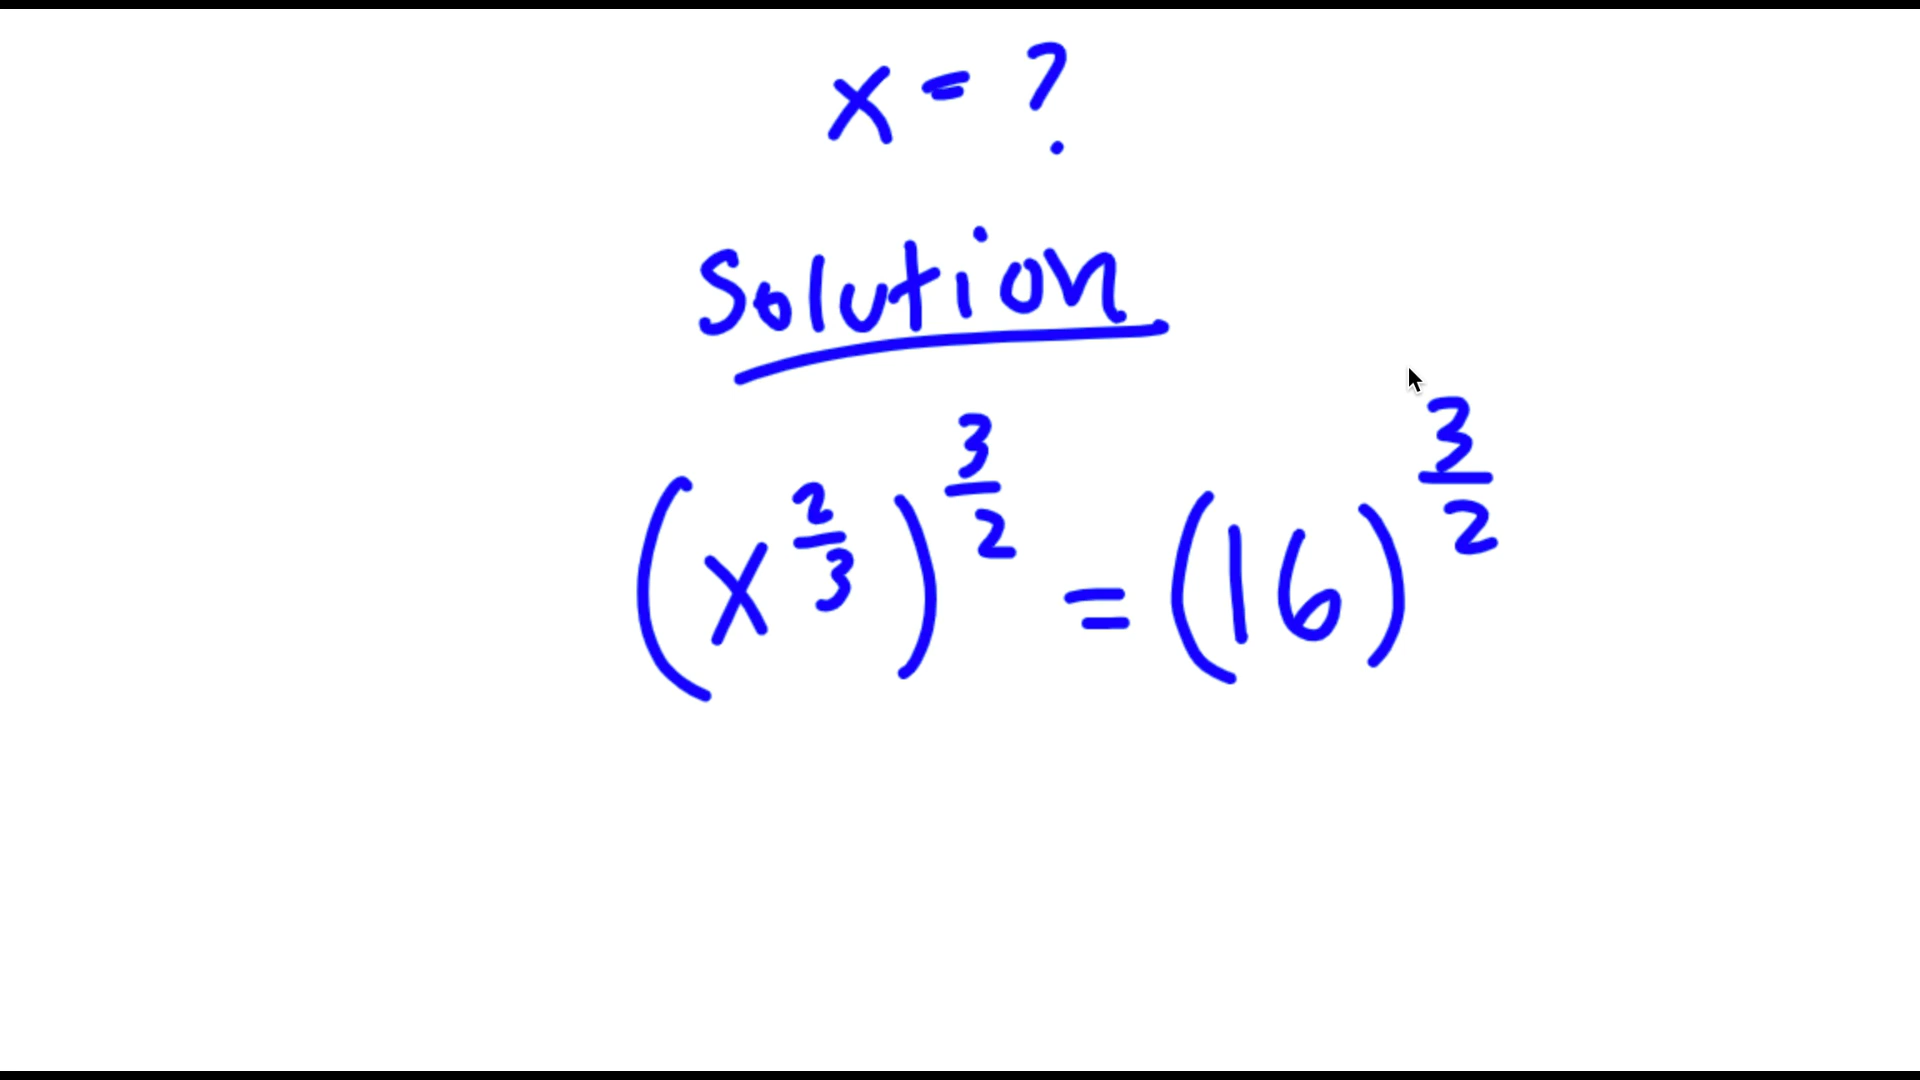 x = ?
Solution
(x^{2/3})^{3/2} = (16)^{3/2}